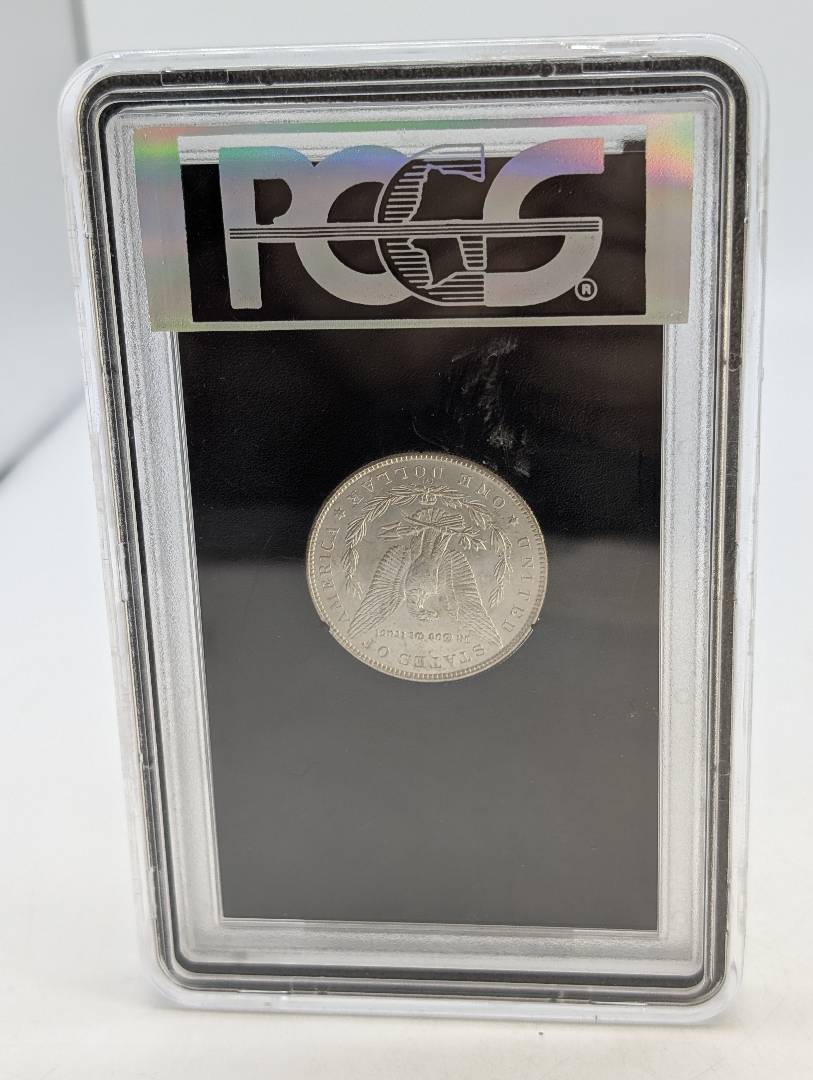 PCGS
®
UNITED STATES OF AMERICA
In God we trust
★ ONE DOLLAR ★